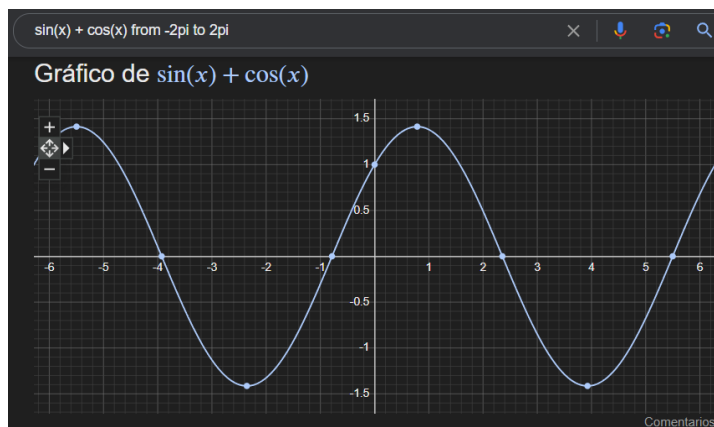 sin(x) + cos(x) from -2pi to 2pi
Gráfico de sin(x) + cos(x)
+
−
1.5
1
0.5
-6 -5 -4 -3 -2 -1 1 2 3 4 5 6
-0.5
-1
-1.5
Comentarios